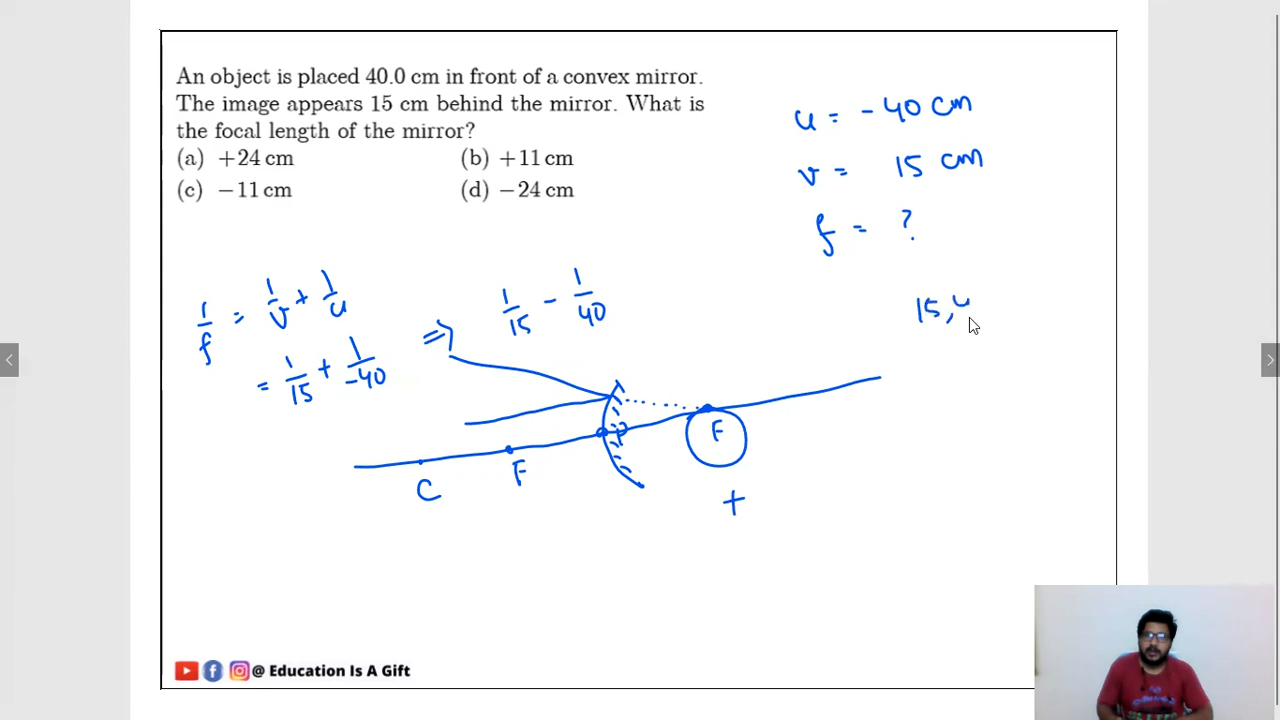 An object is placed 40.0 cm in front of a convex mirror.
The image appears 15 cm behind the mirror. What is
the focal length of the mirror?
(a) +24 cm (b) +11 cm
(c) −11 cm (d) −24 cm
u = -40 cm
v = 15 cm
f = ?
1/f = 1/v + 1/u
= 1/15 + 1/-40
⇒ 1/15 - 1/40
15, 4
C F P F
+
@ Education Is A Gift